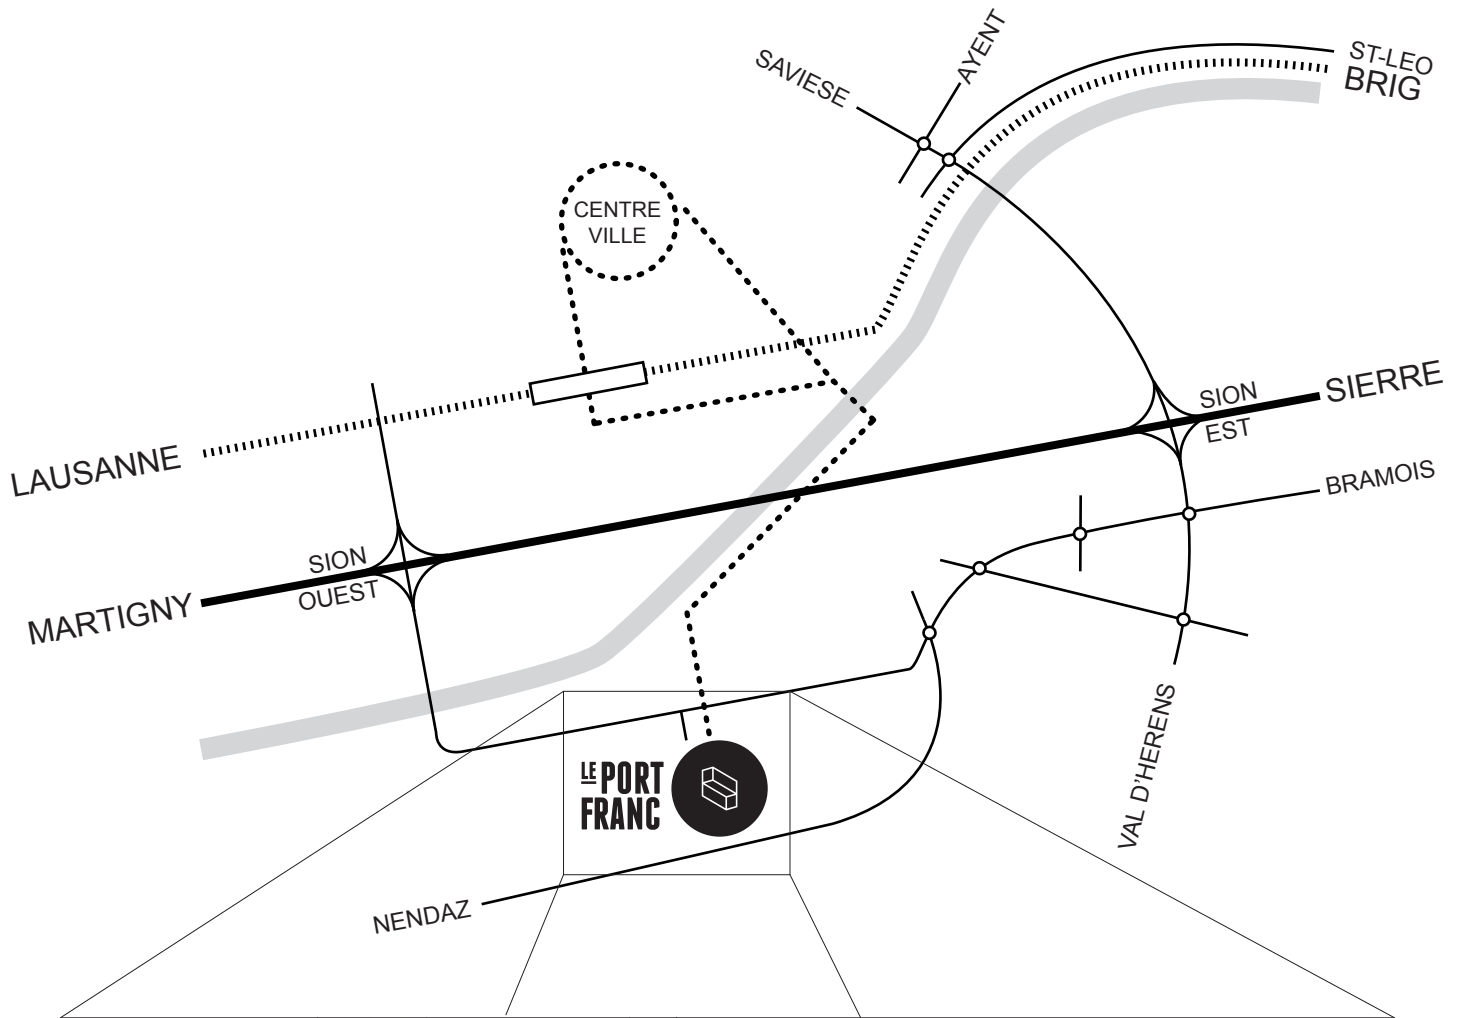 AYENT
SAVIESE
ST-LEO
BRIG
CENTRE
VILLE
SIERRE
SION
EST
LAUSANNE
BRAMOIS
SION
OUEST
MARTIGNY
VAL D'HERENS
LE PORT
FRANC
NENDAZ